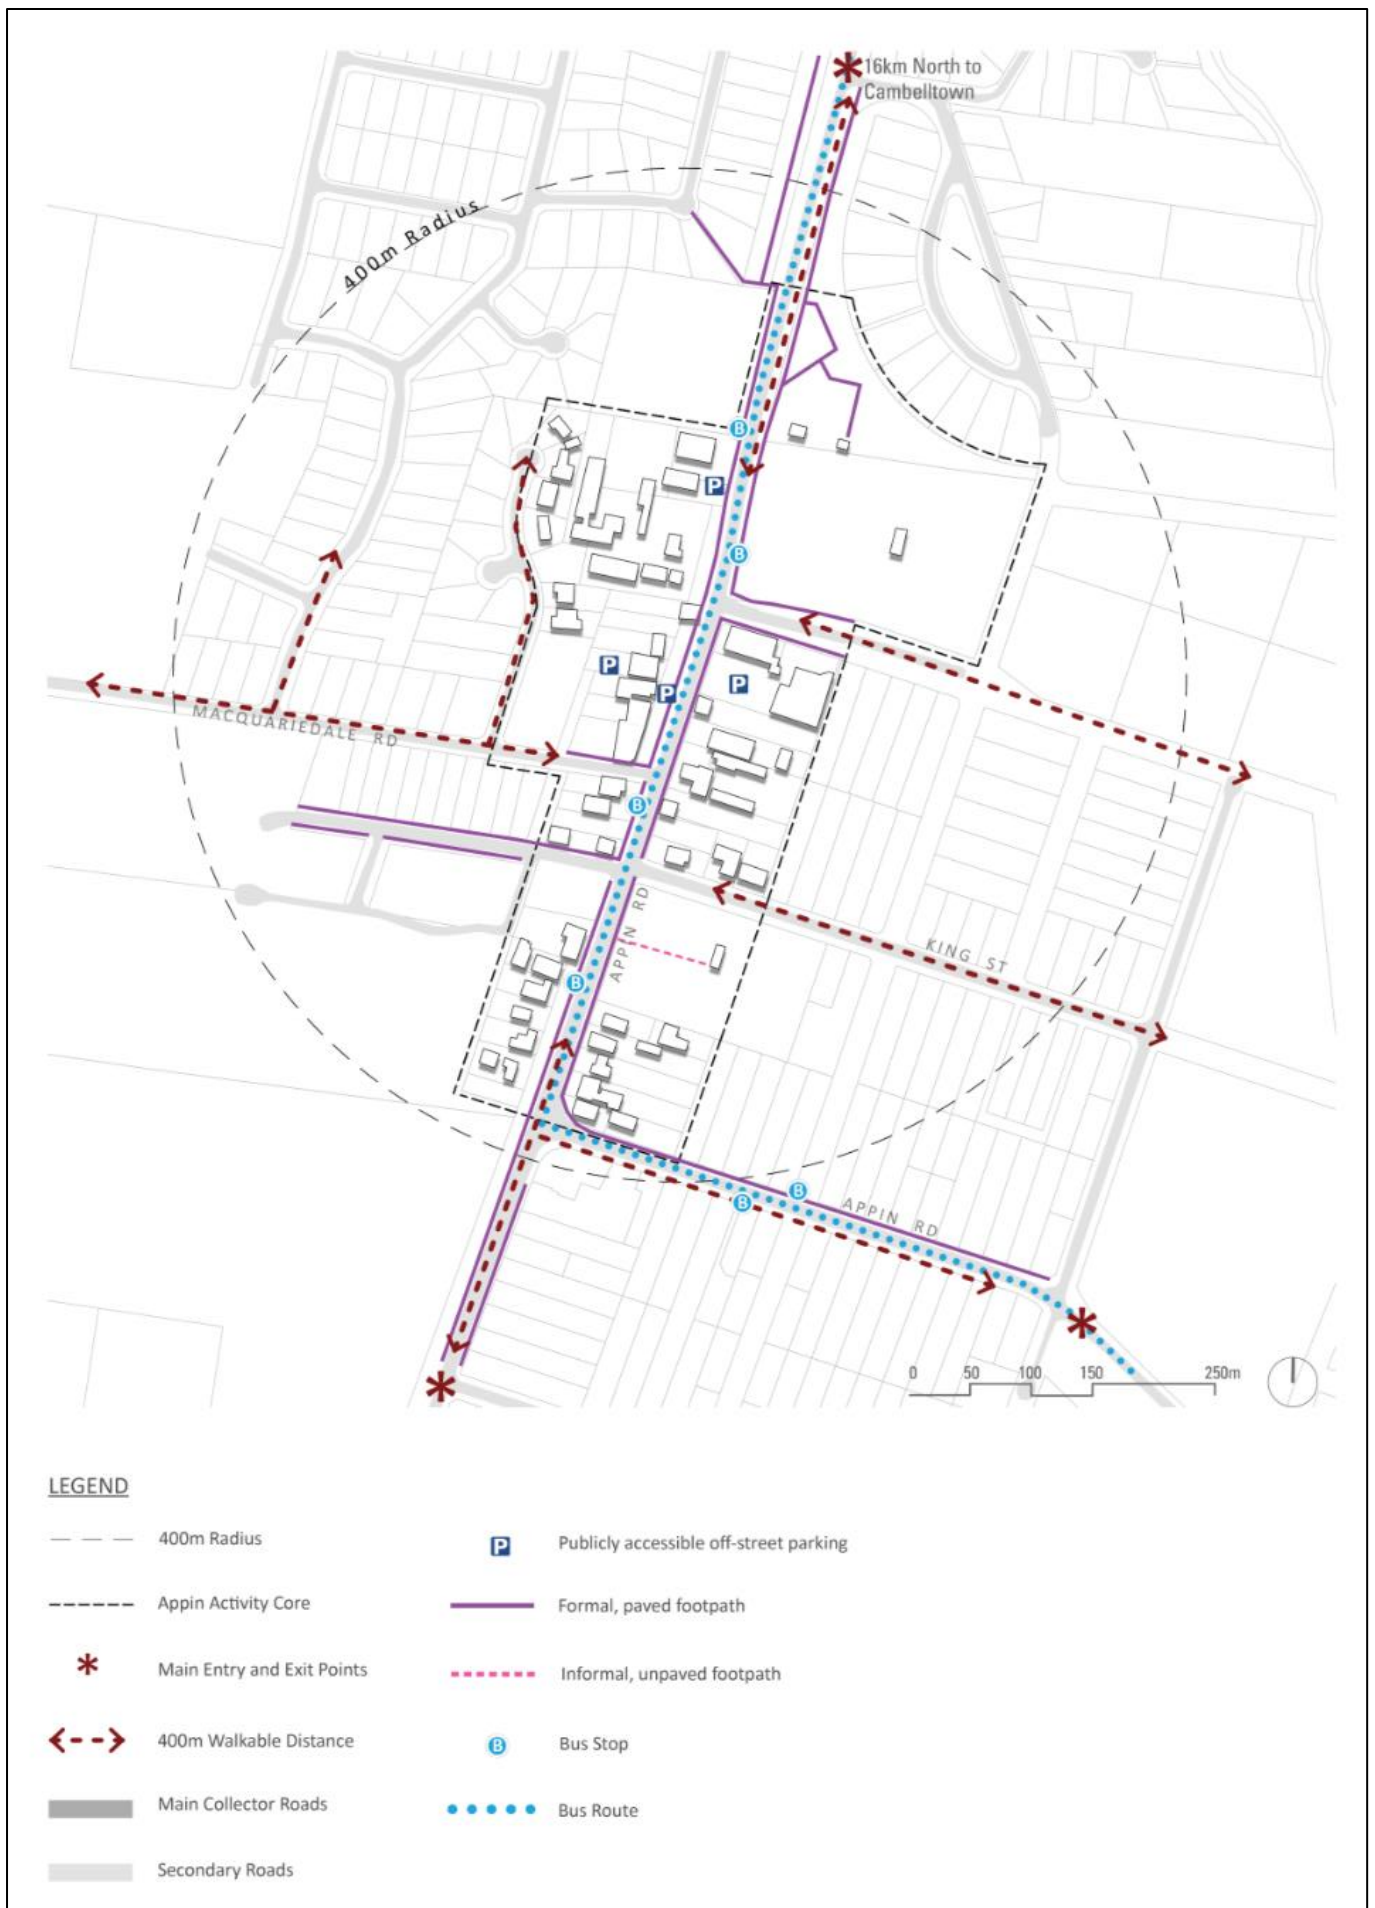 16km North to
Cambelltown
400m Radius
B
P
B
P
P
P
MACQUARIEDALE RD
B
APPIN RD
KING ST
B
B
B
APPIN RD
0 50 100 150 250m
LEGEND
400m Radius
P Publicly accessible off-street parking
Appin Activity Core
Formal, paved footpath
Main Entry and Exit Points
Informal, unpaved footpath
400m Walkable Distance
B Bus Stop
Main Collector Roads
Bus Route
Secondary Roads